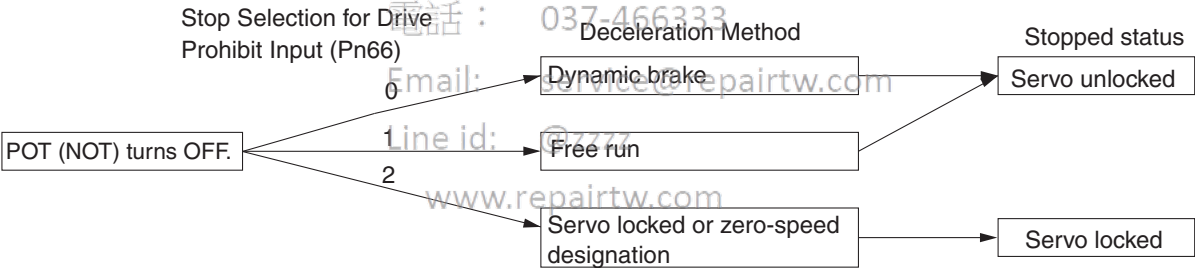 Stop Selection for Drive
Prohibit Input (Pn66)
電話： 037-466333
Deceleration Method
Stopped status
Email: service@repairtw.com
0
Dynamic brake
Servo unlocked
Line id: @zzzz
1
POT (NOT) turns OFF.
Free run
2
www.repairtw.com
Servo locked or zero-speed
designation
Servo locked